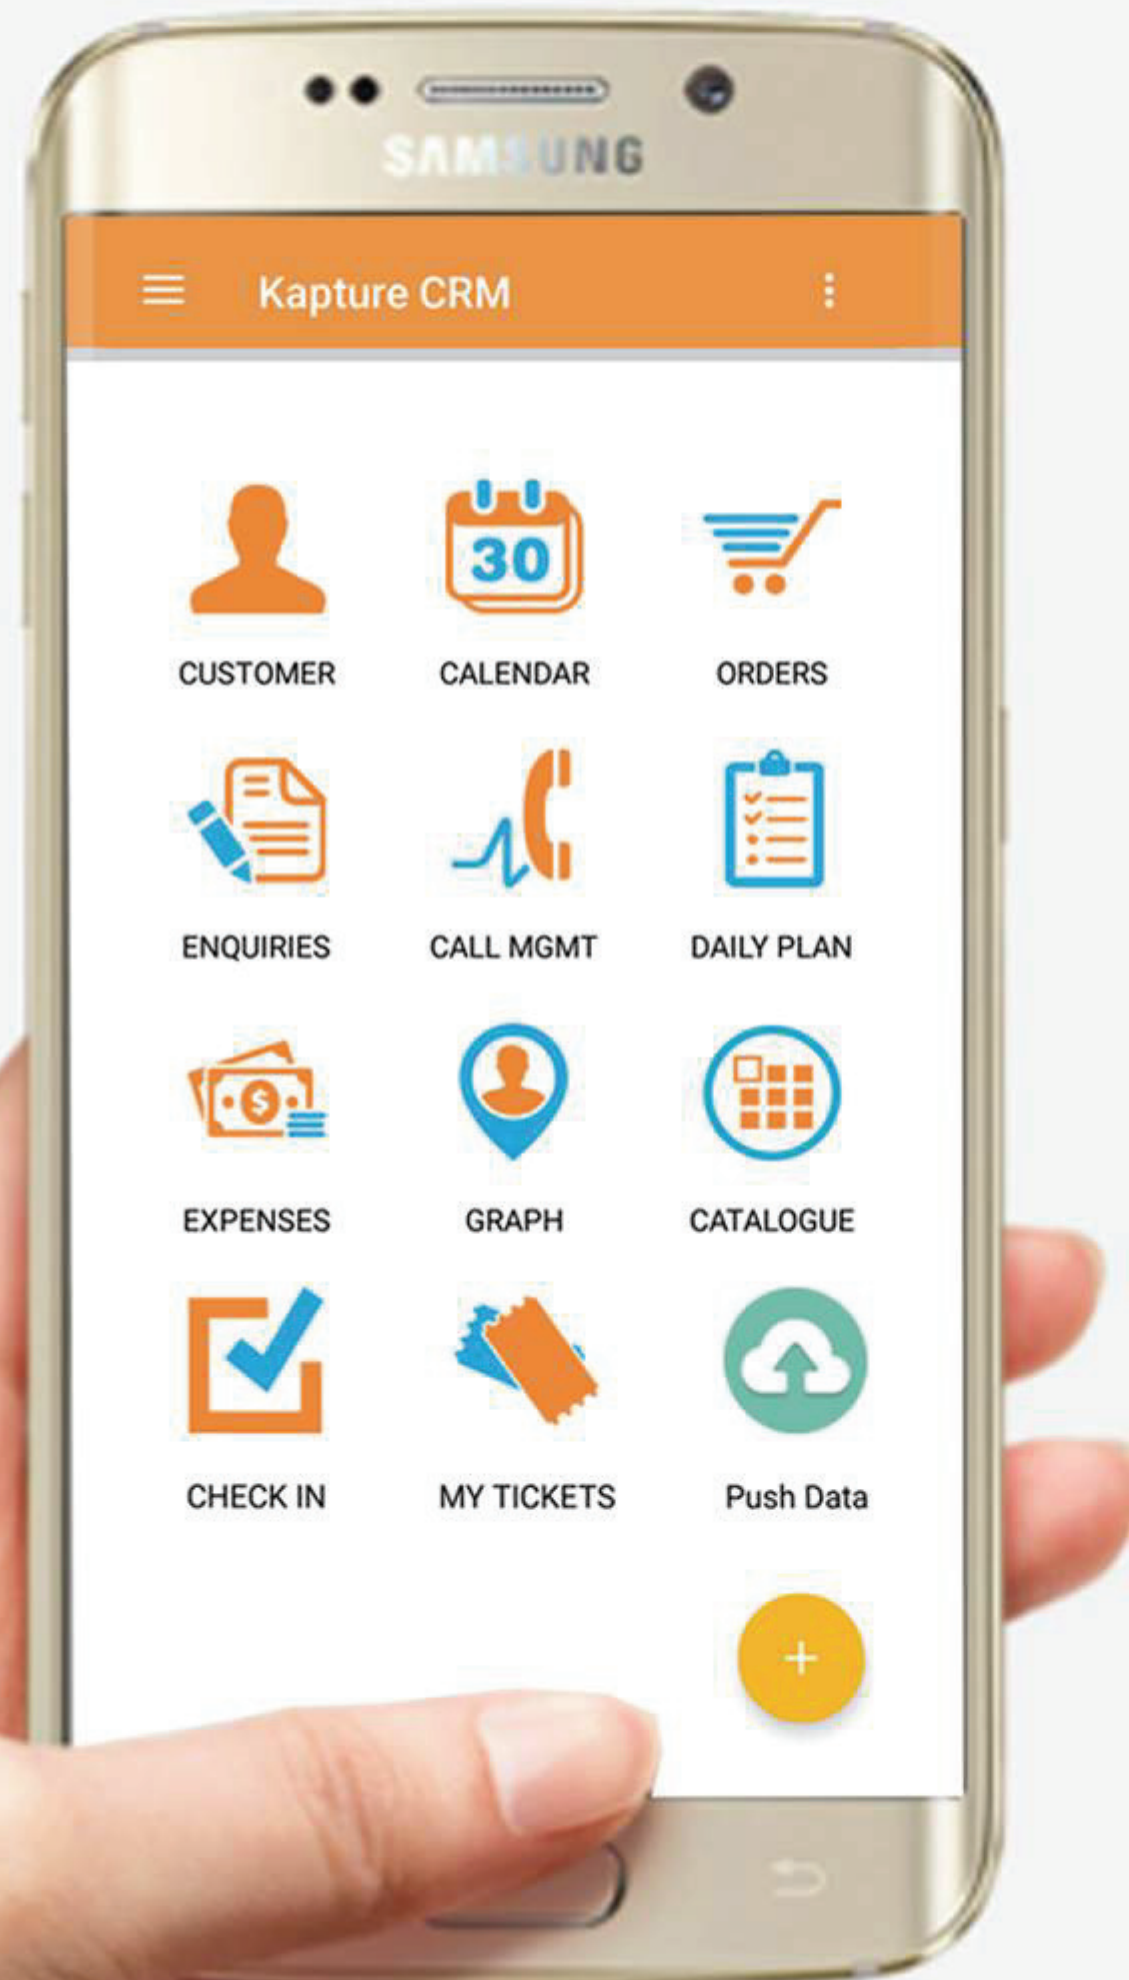 SAMSUNG
Kapture CRM
30
CUSTOMER CALENDAR ORDERS
ENQUIRIES CALL MGMT DAILY PLAN
$
EXPENSES GRAPH CATALOGUE
CHECK IN MY TICKETS Push Data
+